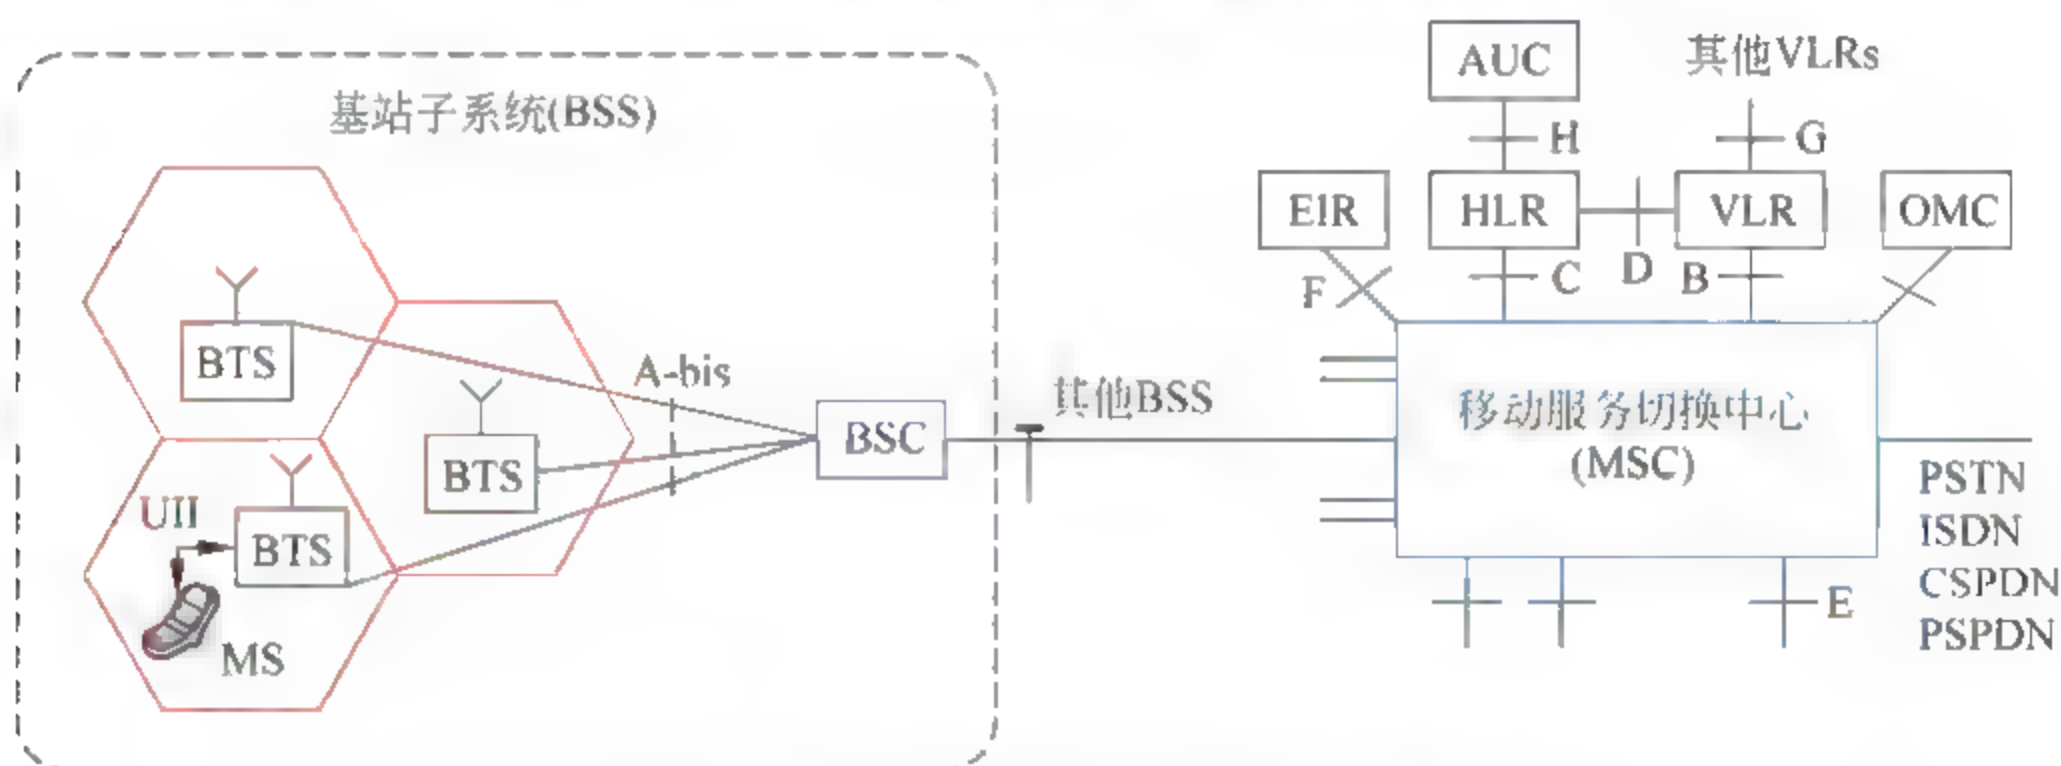 基站子系统(BSS)
AUC
其他VLRs
H
G
EIR
HLR
VLR
OMC
F
C
D
B
BTS
A-bis
其他BSS
移动服务切换中心
(MSC)
BSC
BTS
UII
BTS
MS
PSTN
ISDN
CSPDN
PSPDN
E